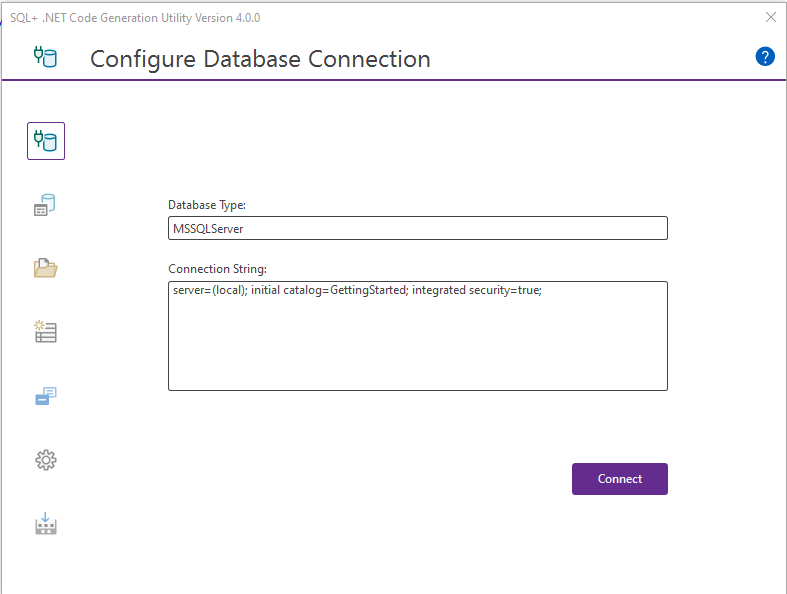 SQL+ .NET Code Generation Utility Version 4.0.0
Configure Database Connection
?
Database Type:
MSSQLServer
Connection String:
server=(local); initial catalog=GettingStarted; integrated security=true;
Connect